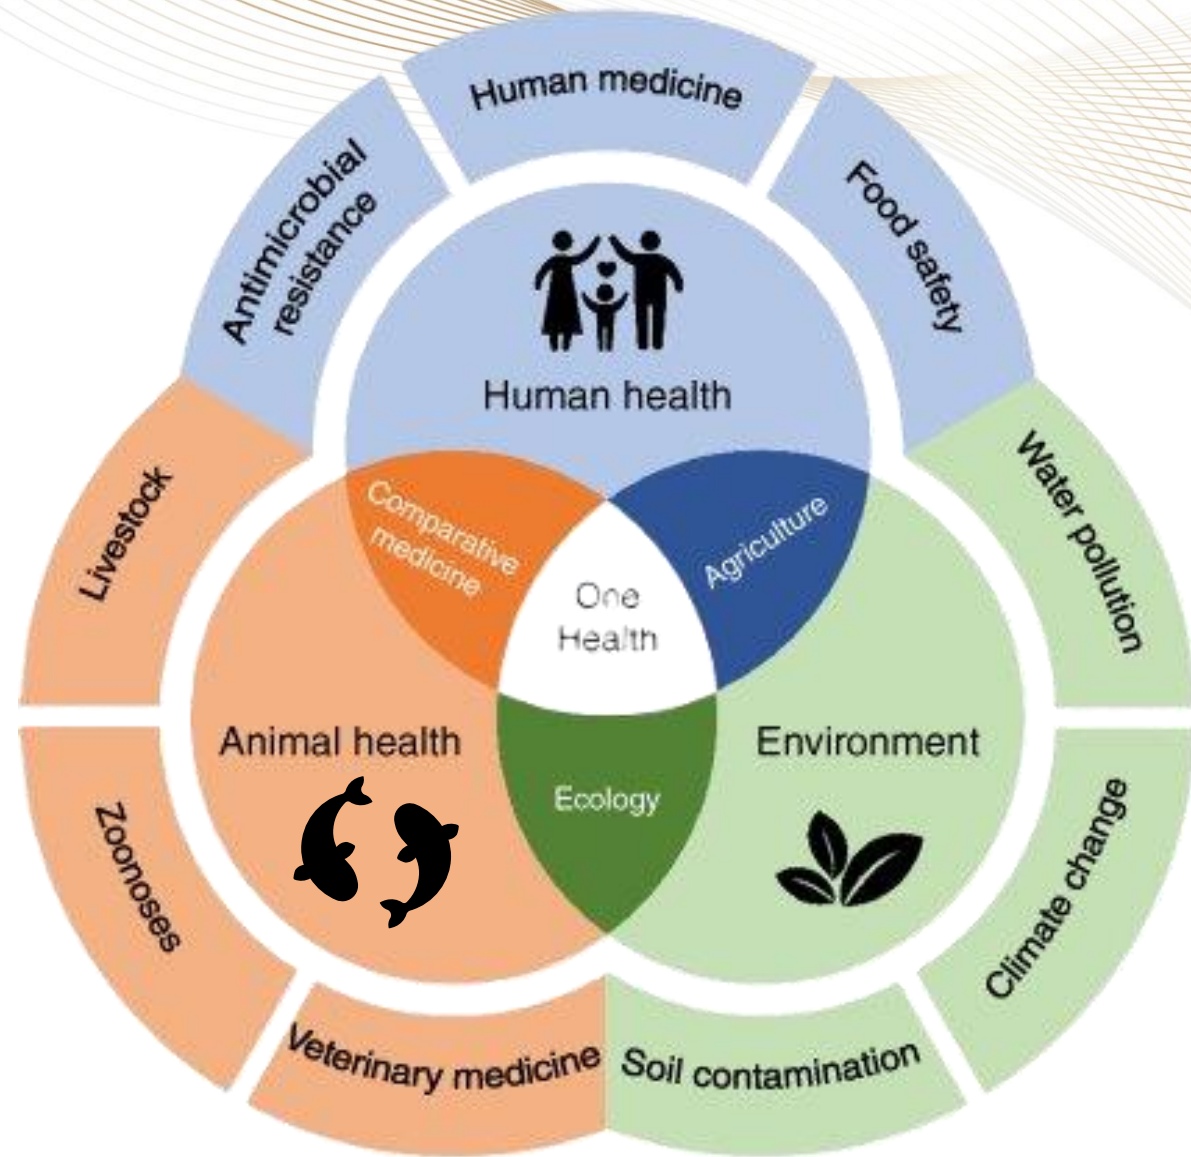 Human medicine
Antimicrobial
resistance
Food safety
Human health
Livestock
Comparative
medicine
Agriculture
Water pollution
One
Health
Animal health
Environment
Ecology
Zoonoses
Climate change
Veterinary medicine
Soil contamination